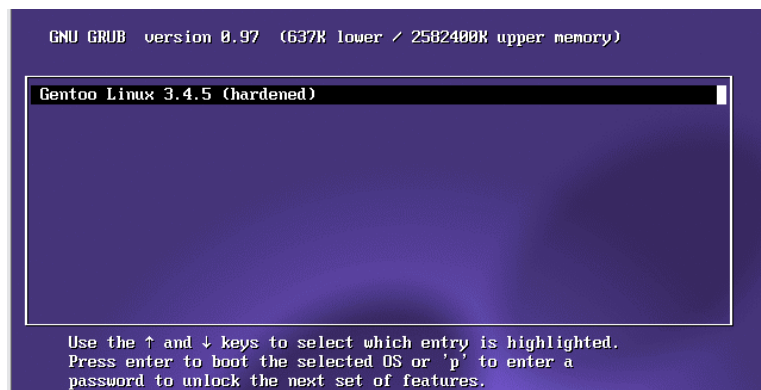 GNU GRUB version 0.97 (637K lower / 2582400K upper memory)
Gentoo Linux 3.4.5 (hardened)
Use the ↑ and ↓ keys to select which entry is highlighted.
Press enter to boot the selected OS or 'p' to enter a
password to unlock the next set of features.